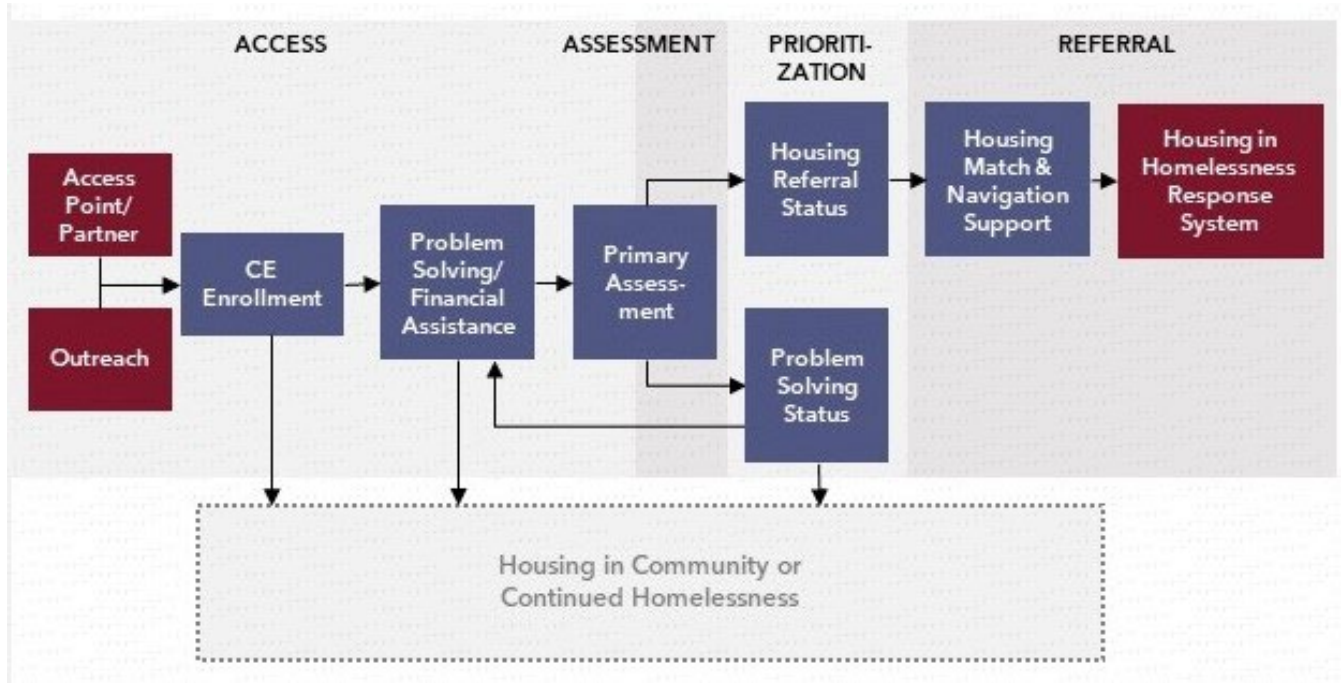 ACCESS
ASSESSMENT
PRIORITI-
ZATION
REFERRAL
Access
Point/
Partner
Outreach
CE
Enrollment
Problem
Solving/
Financial
Assistance
Primary
Assess-
ment
Housing
Referral
Status
Problem
Solving
Status
Housing
Match &
Navigation
Support
Housing in
Homelessness
Response
System
Housing in Community or
Continued Homelessness